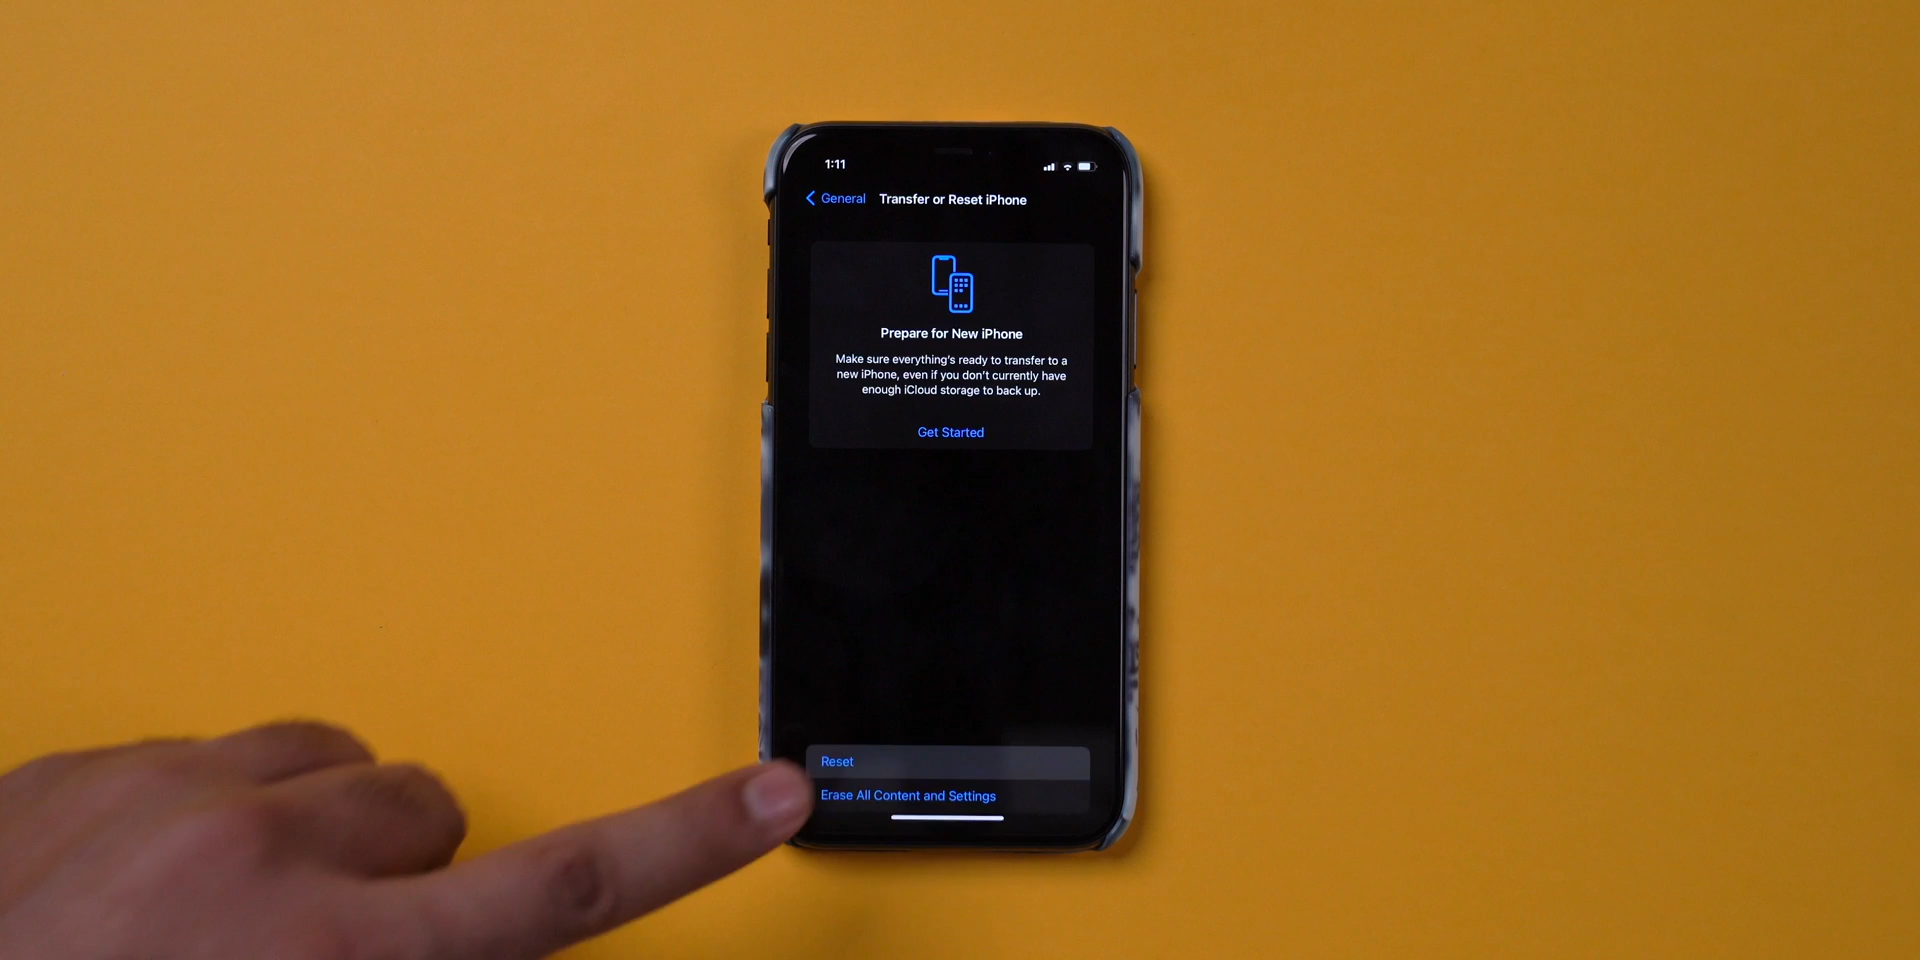 1:11
General Transfer or Reset iPhone
Prepare for New iPhone
Make sure everything's ready to transfer to a
new iPhone, even if you don't currently have
enough iCloud storage to back up.
Get Started
Reset
Erase All Content and Settings